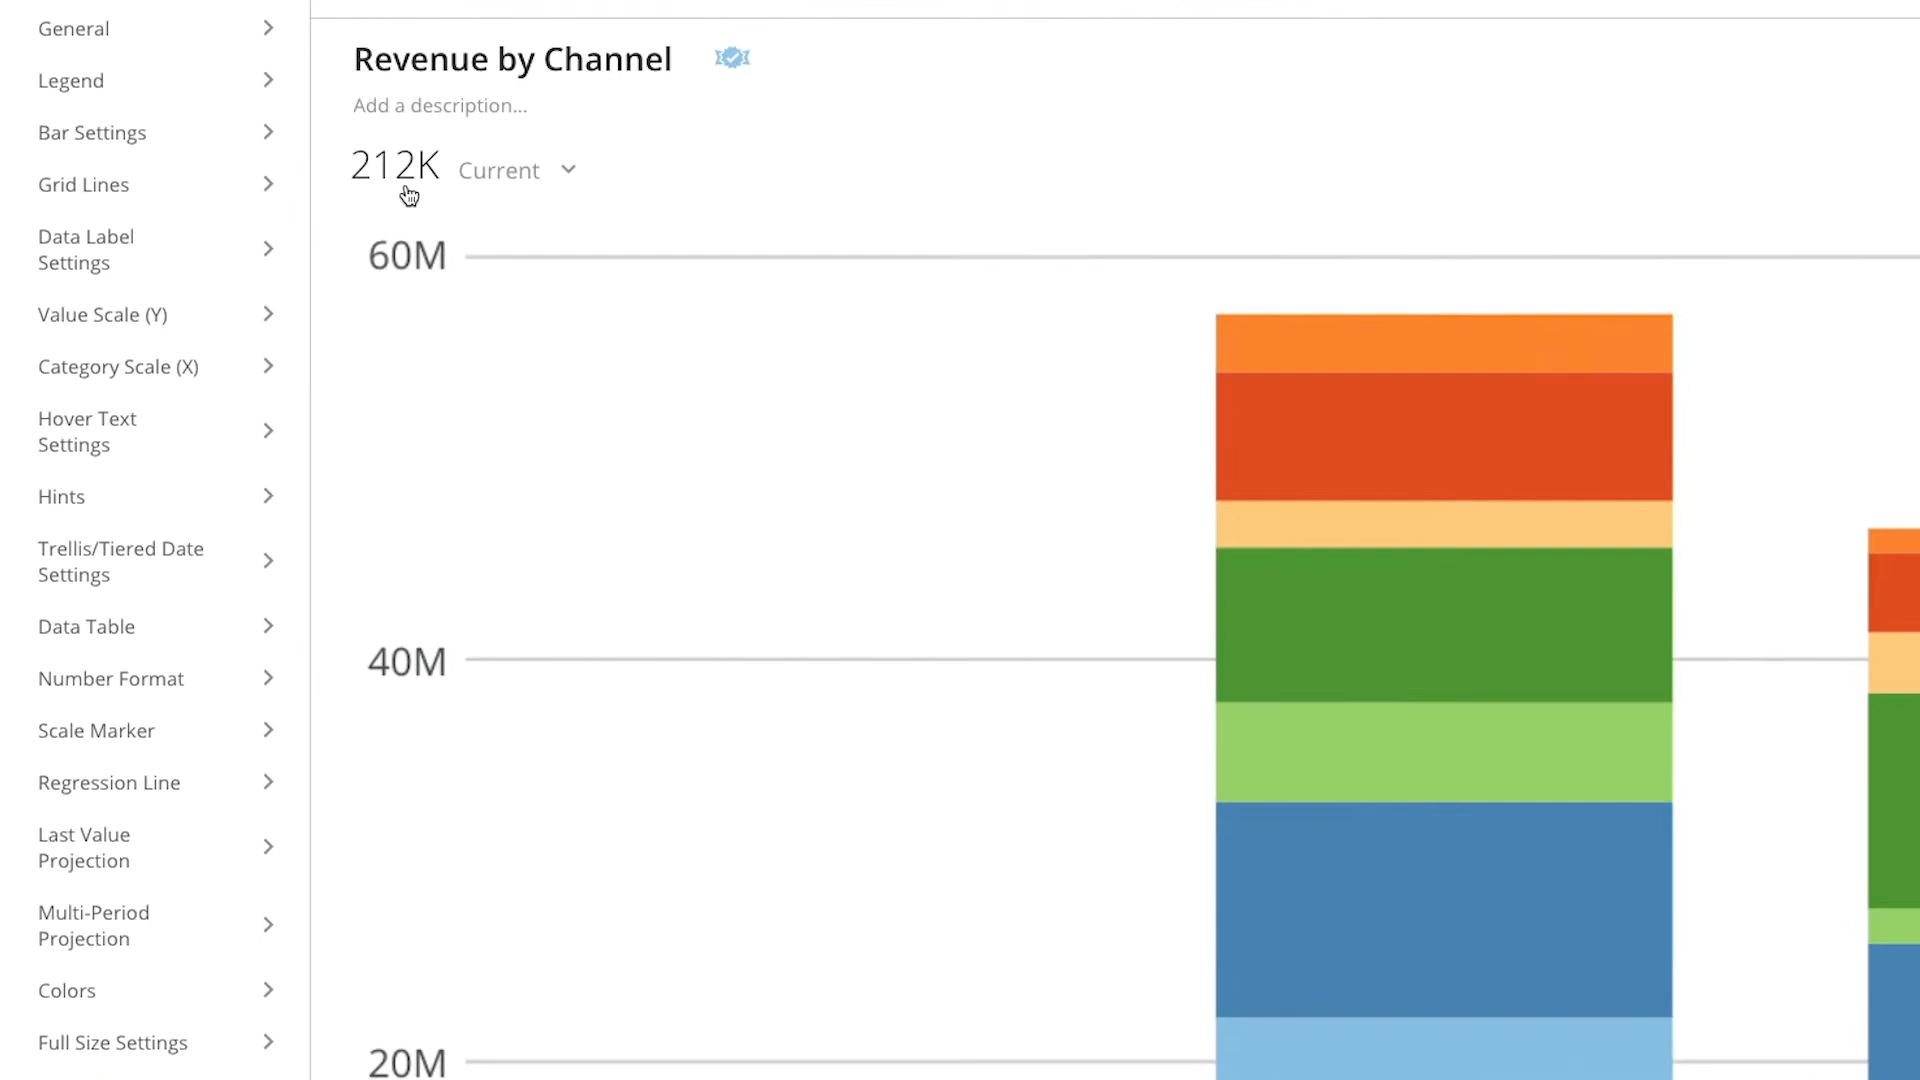 General
Legend
Bar Settings
Grid Lines
Data Label
Settings
Value Scale (Y)
Category Scale (X)
Hover Text
Settings
Hints
Trellis/Tiered Date
Settings
Data Table
Number Format
Scale Marker
Regression Line
Last Value
Projection
Multi-Period
Projection
Colors
Full Size Settings
Revenue by Channel
Add a description...
212K Current
60M
40M
20M